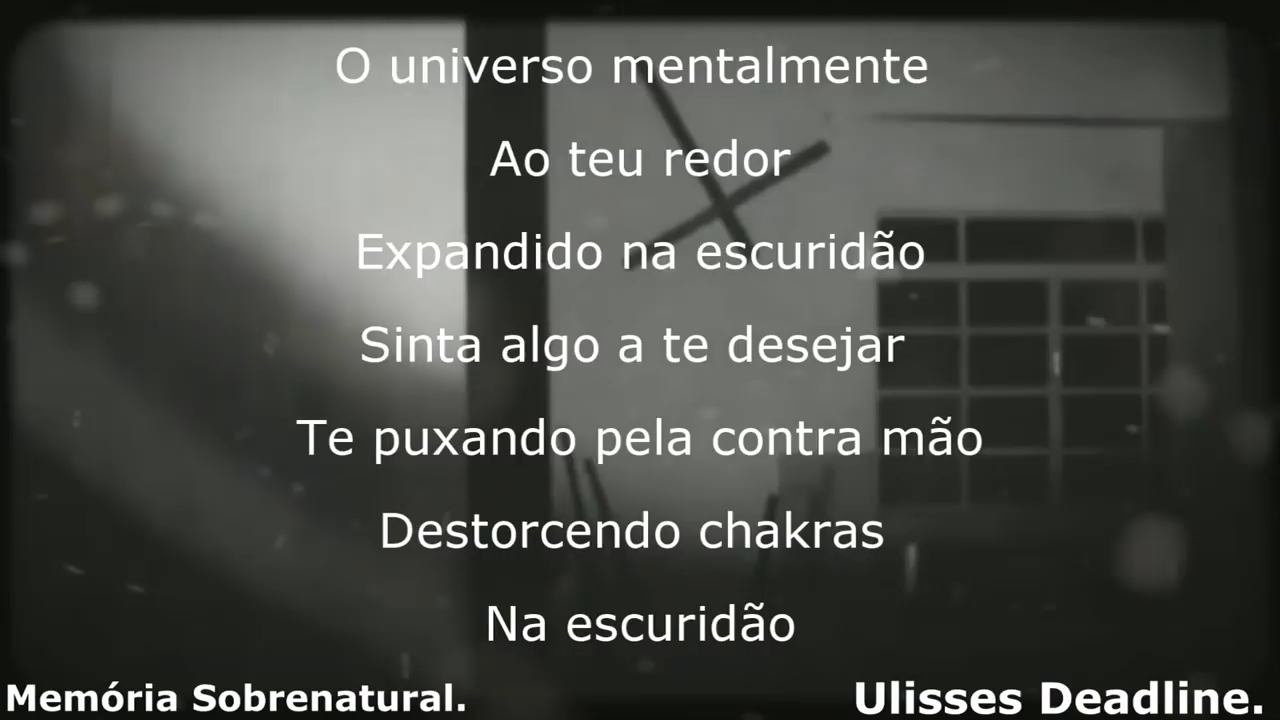 O universo mentalmente
Ao teu redor
Expandido na escuridão
Sinta algo a te desejar
Te puxando pela contra mão
Destorcendo chakras
Na escuridão
Memória Sobrenatural.
Ulisses Deadline.